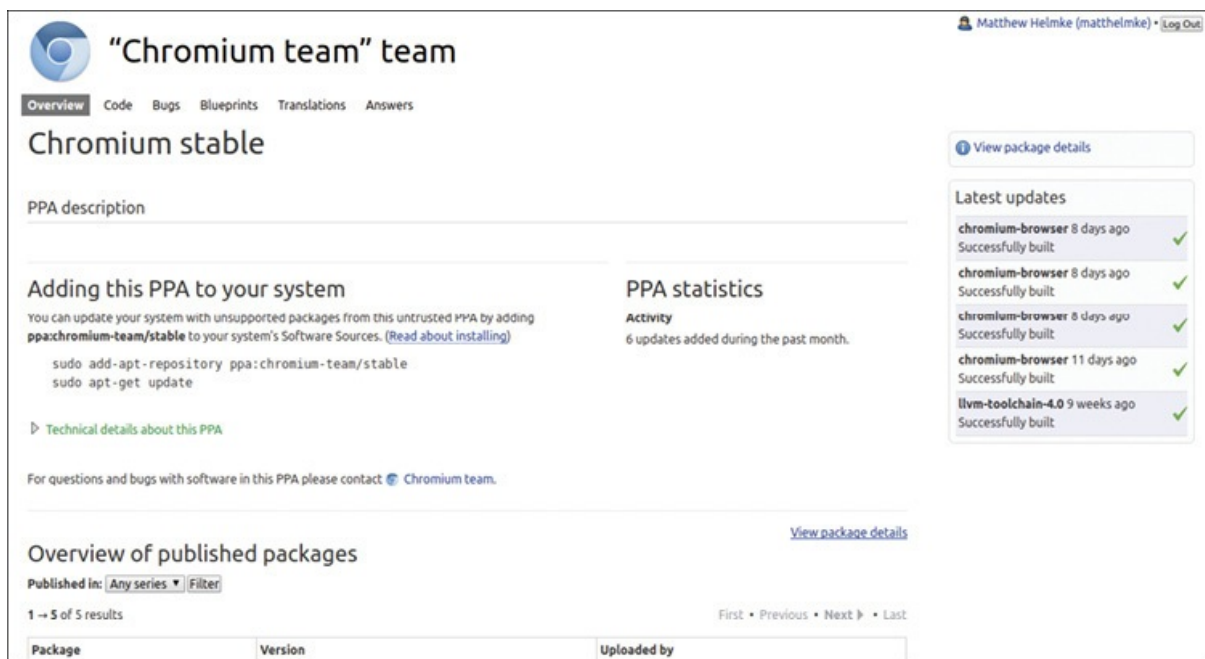 Matthew Helmke (matthelmke) • Log Out
“Chromium team” team
Overview Code Bugs Blueprints Translations Answers
Chromium stable
PPA description
Adding this PPA to your system
You can update your system with unsupported packages from this untrusted PPA by adding
ppa:chromium-team/stable to your system's Software Sources. (Read about installing)
sudo add-apt-repository ppa:chromium-team/stable
sudo apt-get update
Technical details about this PPA
For questions and bugs with software in this PPA please contact Chromium team.
PPA statistics
Activity
6 updates added during the past month.
View package details
Latest updates
chromium-browser 8 days ago
Successfully built
chromium-browser 8 days ago
Successfully built
chromium-browser 8 days ago
Successfully built
chromium-browser 11 days ago
Successfully built
llvm-toolchain-4.0 9 weeks ago
Successfully built
View package details
Overview of published packages
Published in: Any series Filter
1 → 5 of 5 results
First • Previous • Next • Last
Package Version Uploaded by